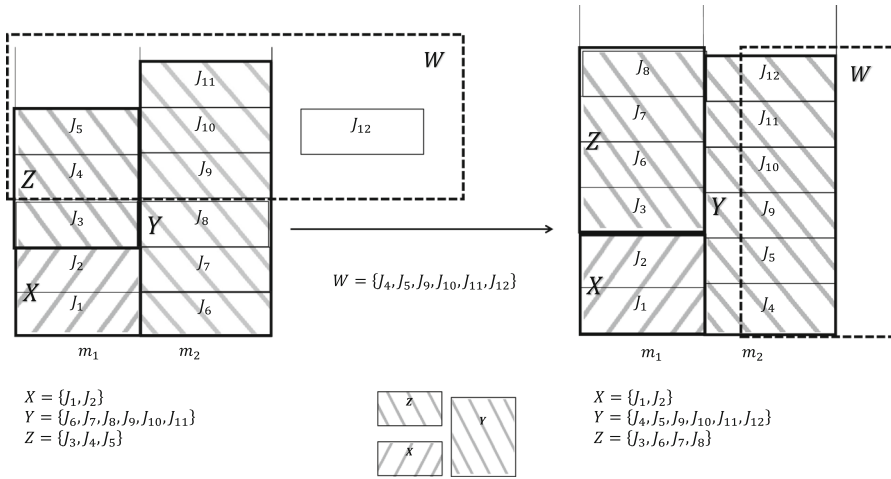 W
J₁₁
J₅ J₁₀ J₁₂
J₄ J₉
Z
J₃ Y J₈
J₂ J₇
X
J₁ J₆
m₁ m₂
W = {J₄, J₅, J₉, J₁₀, J₁₁, J₁₂}
J₈ J₁₂ W
J₇ J₁₁
Z
J₆ J₁₀
J₃ Y J₉
J₂ J₅
X
J₁ J₄
m₁ m₂
X = {J₁, J₂}
Y = {J₆, J₇, J₈, J₉, J₁₀, J₁₁}
Z = {J₃, J₄, J₅}
Z
Y
X
X = {J₁, J₂}
Y = {J₄, J₅, J₉, J₁₀, J₁₁, J₁₂}
Z = {J₃, J₆, J₇, J₈}